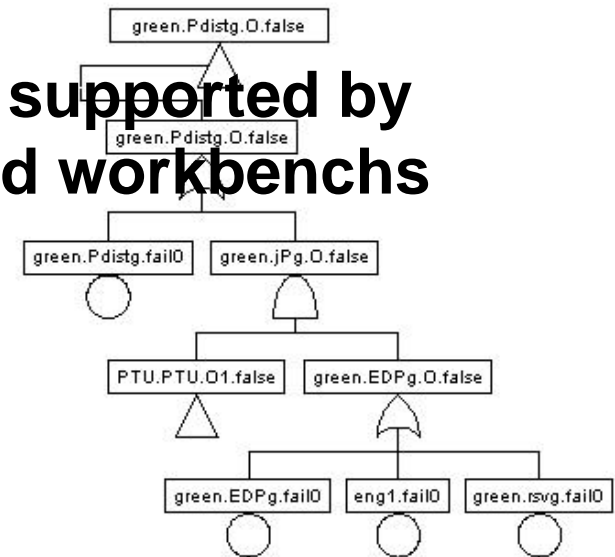 green.Pdistg.O.false
supported by
green.Pdistg.O.false
d workbenchs
green.Pdistg.fail0 green.jPg.O.false
PTU.PTU.O1.false green.EDPg.O.false
green.EDPg.fail0 eng1.fail0 green.rsvg.fail0